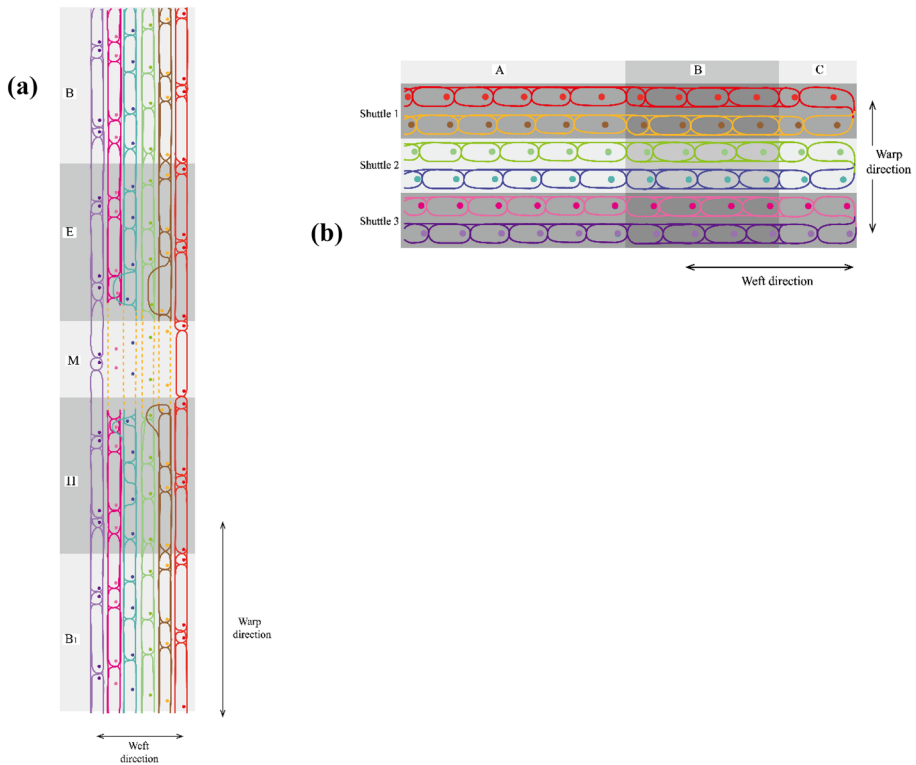 (a)
B
E
M
H
B1
Warp
direction
Weft
direction
(b)
A
B
C
Shuttle 1
Shuttle 2
Shuttle 3
Warp
direction
Weft direction